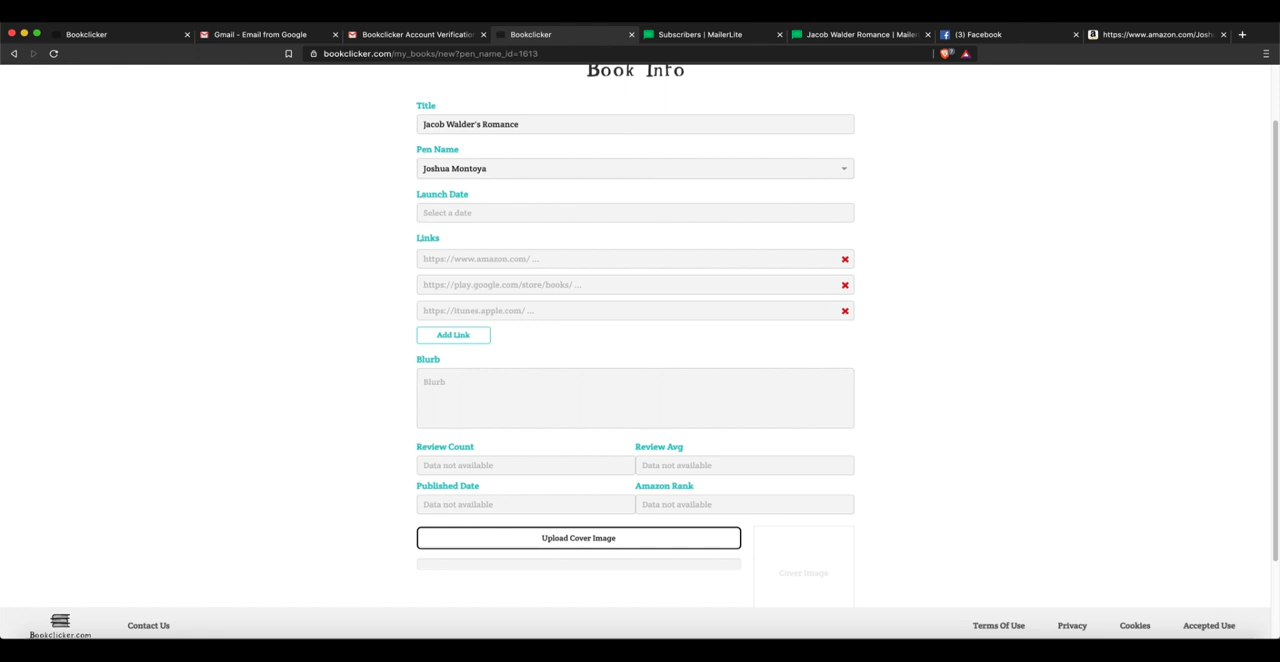 Bookclicker
Gmail - Email from Google
Bookclicker Account Verificatio
Bookclicker
Subscribers | MailerLite
Jacob Walder Romance | Mailer
(3) Facebook
https://www.amazon.com/Josh
bookclicker.com/my_books/new?pen_name_id=1613
Book Info
Title
Jacob Walder's Romance
Pen Name
Joshua Montoya
Launch Date
Select a date
Links
https://www.amazon.com/ ...
https://play.google.com/store/books/ ...
https://itunes.apple.com/ ...
Add Link
Blurb
Blurb
Review Count Review Avg
Data not available Data not available
Published Date Amazon Rank
Data not available Data not available
Upload Cover Image
Cover Image
Bookclicker.com
Contact Us Terms Of Use Privacy Cookies Accepted Use